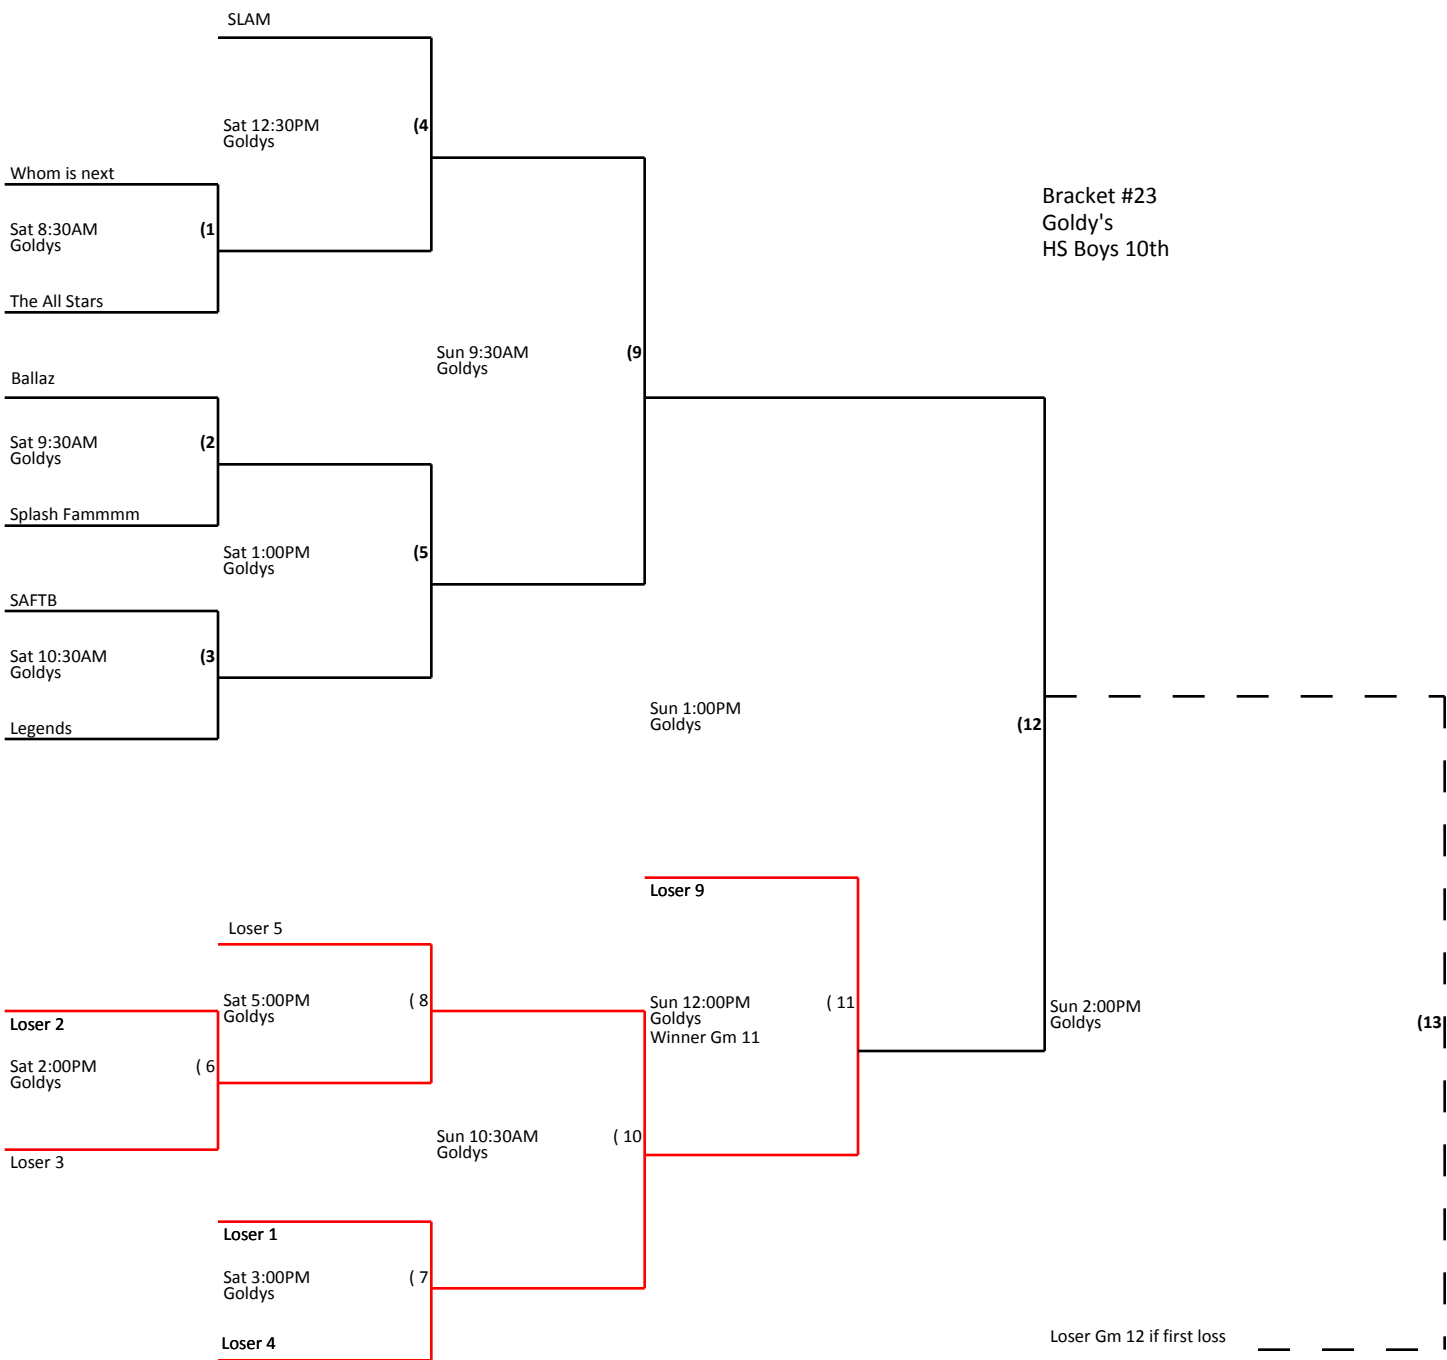 SLAM
Sat 12:30PM (4
Goldys
Whom is next
Sat 8:30AM (1
Goldys
The All Stars
Bracket #23
Goldy's
HS Boys 10th
Sun 9:30AM (9
Goldys
Ballaz
Sat 9:30AM (2
Goldys
Splash Fammmm
Sat 1:00PM (5
Goldys
SAFTB
Sat 10:30AM (3
Goldys
Legends
Sun 1:00PM (12
Goldys
Loser 9
Loser 5
Sat 5:00PM ( 8
Goldys
Sun 12:00PM ( 11
Goldys
Winner Gm 11
Sun 2:00PM (13
Goldys
Loser 2
Sat 2:00PM ( 6
Goldys
Loser 3
Sun 10:30AM ( 10
Goldys
Loser 1
Sat 3:00PM ( 7
Goldys
Loser 4
Loser Gm 12 if first loss